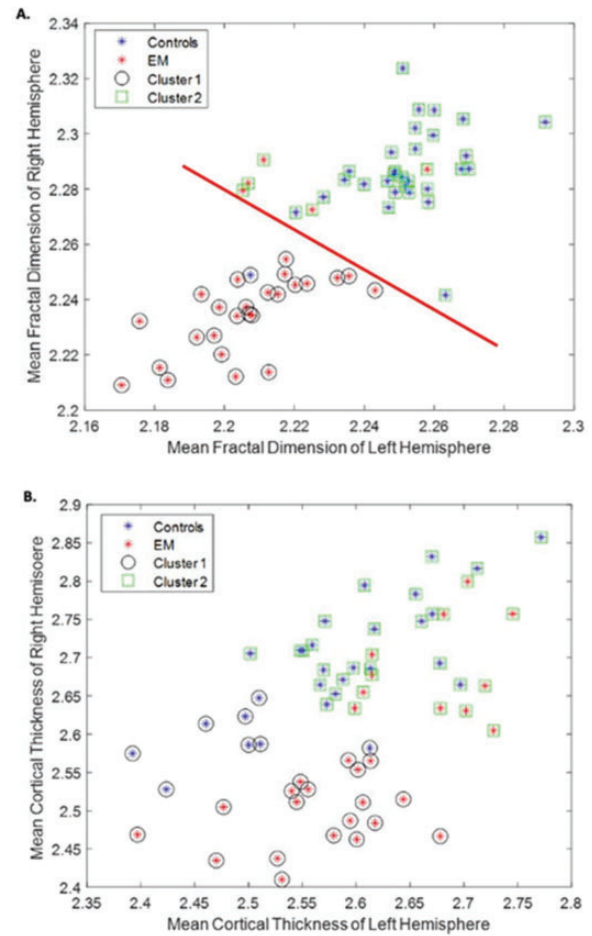 A.
Controls
EM
Cluster 1
Cluster 2
2.34
2.32
2.3
2.28
2.26
2.24
2.22
2.2
Mean Fractal Dimension of Right Hemisphere
2.16 2.18 2.2 2.22 2.24 2.26 2.28 2.3
Mean Fractal Dimension of Left Hemisphere
B.
Controls
EM
Cluster 1
Cluster 2
2.9
2.85
2.8
2.75
2.7
2.65
2.6
2.55
2.5
2.45
2.4
Mean Cortical Thickness of Right Hemisoere
2.35 2.4 2.45 2.5 2.55 2.6 2.65 2.7 2.75 2.8
Mean Cortical Thickness of Left Hemisphere